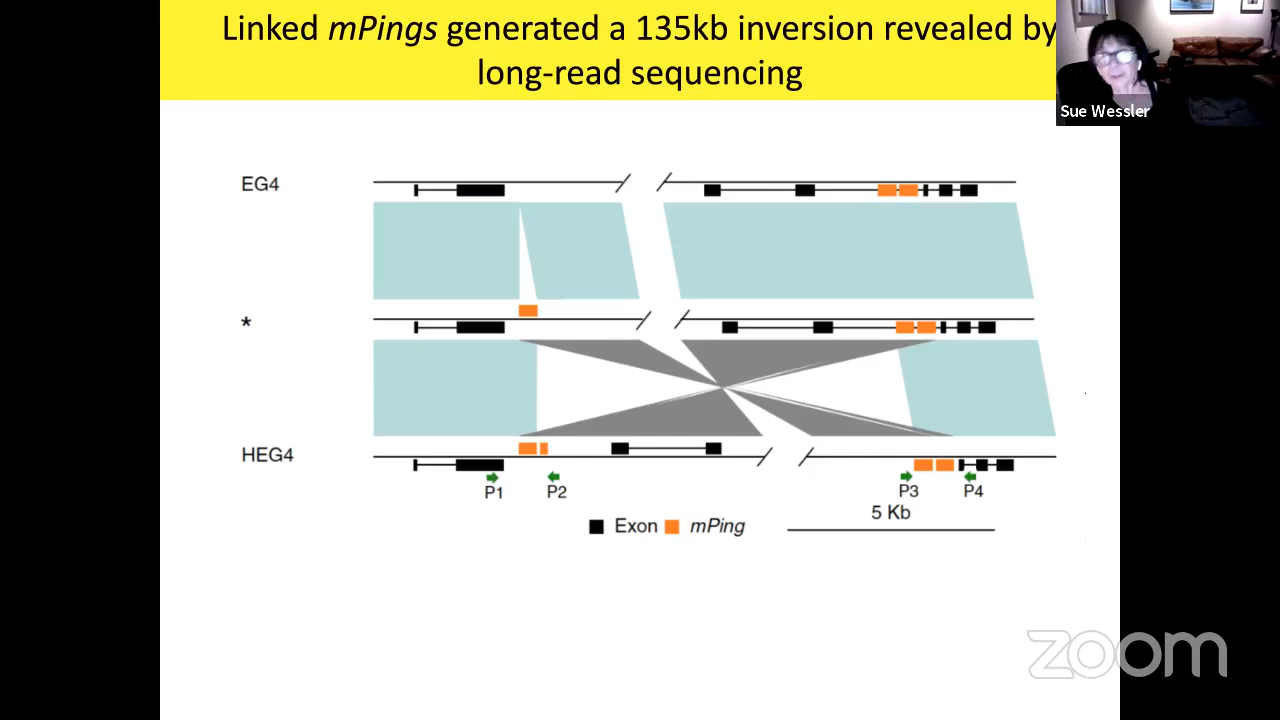 Linked mPings generated a 135kb inversion revealed by
long-read sequencing
Sue Wessler
EG4
*
HEG4
P1
P2
P3
P4
5 Kb
Exon
mPing
zoom